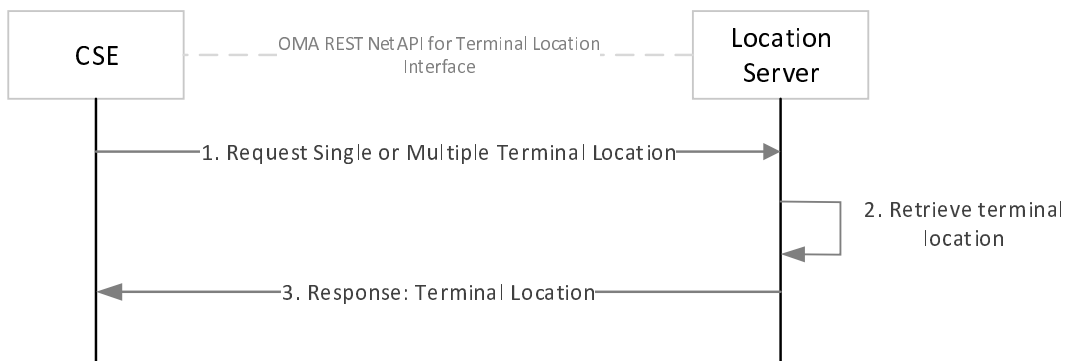 CSE
OMA REST NetAPI for Terminal Location
Interface
Location
Server
1. Request Single or Multiple Terminal Location
2. Retrieve terminal
location
3. Response: Terminal Location